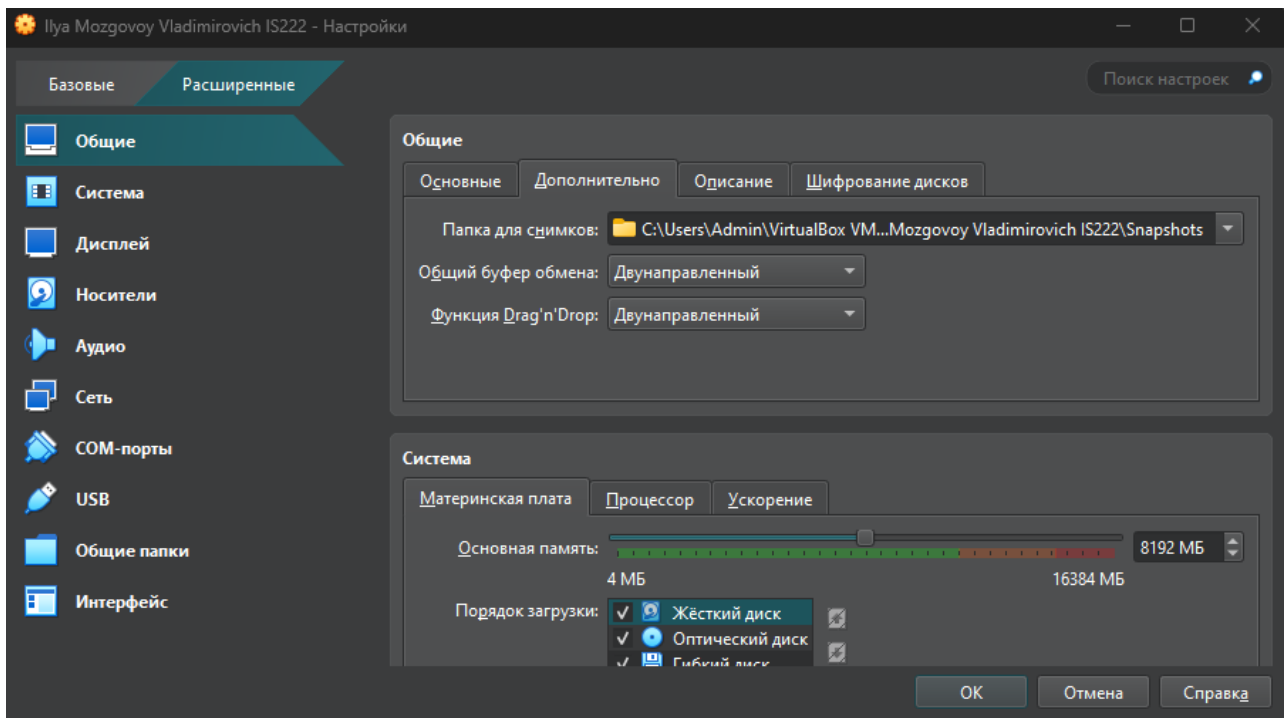 Ilya Mozgovoy Vladimirovich IS222 - Настройки
Базовые
Расширенные
Поиск настроек
Общие
Система
Дисплей
Носители
Аудио
Сеть
COM-порты
USB
Общие папки
Интерфейс
Общие
Основные Дополнительно Описание Шифрование дисков
Папка для снимков: C:\Users\Admin\VirtualBox VM...Mozgovoy Vladimirovich IS222\Snapshots
Общий буфер обмена: Двунаправленный
Функция Drag'n'Drop: Двунаправленный
Система
Материнская плата Процессор Ускорение
Основная память: 8192 МБ
4 МБ 16384 МБ
Порядок загрузки: Жёсткий диск
Оптический диск
Гибкий диск
OK Отмена Справка